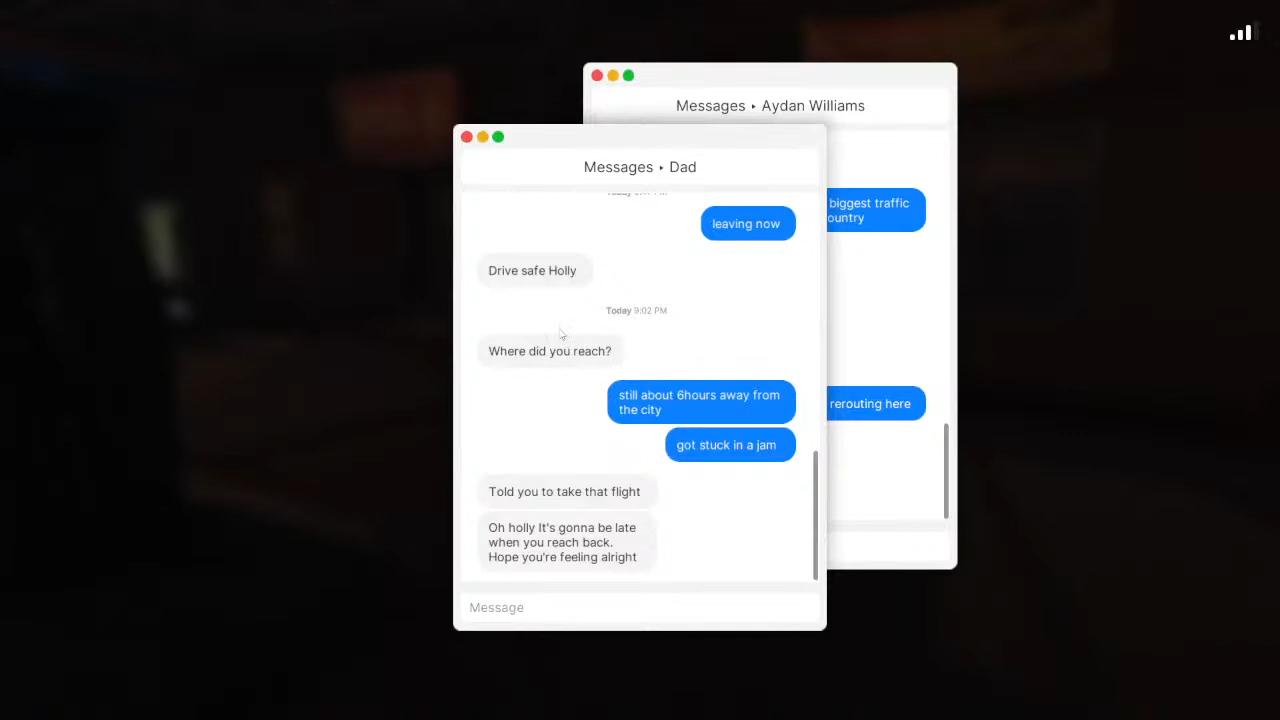 Messages ▸ Aydan Williams
biggest traffic
ountry
rerouting here
Messages ▸ Dad
leaving now
Drive safe Holly
Today 9:02 PM
Where did you reach?
still about 6hours away from
the city
got stuck in a jam
Told you to take that flight
Oh holly It's gonna be late
when you reach back.
Hope you're feeling alright
Message